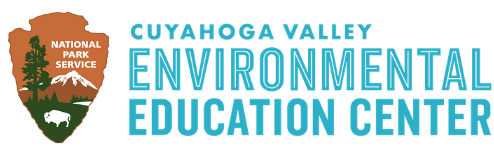 NATIONAL
PARK
SERVICE
CUYAHOGA VALLEY
ENVIRONMENTAL
EDUCATION CENTER